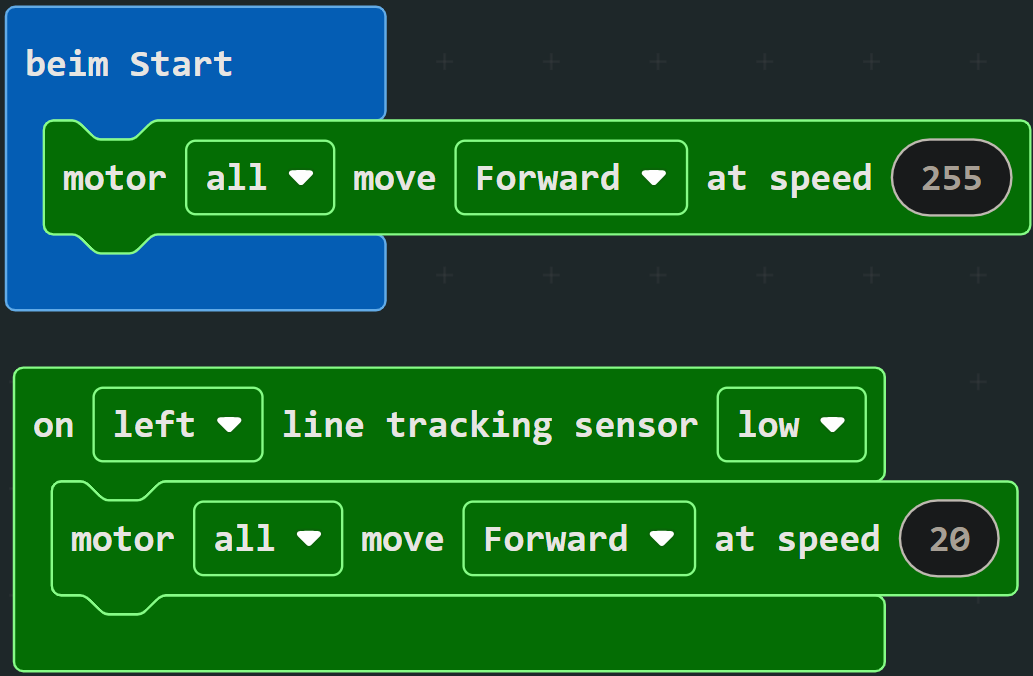 beim Start
motor all move Forward at speed 255
on left line tracking sensor low
motor all move Forward at speed 20